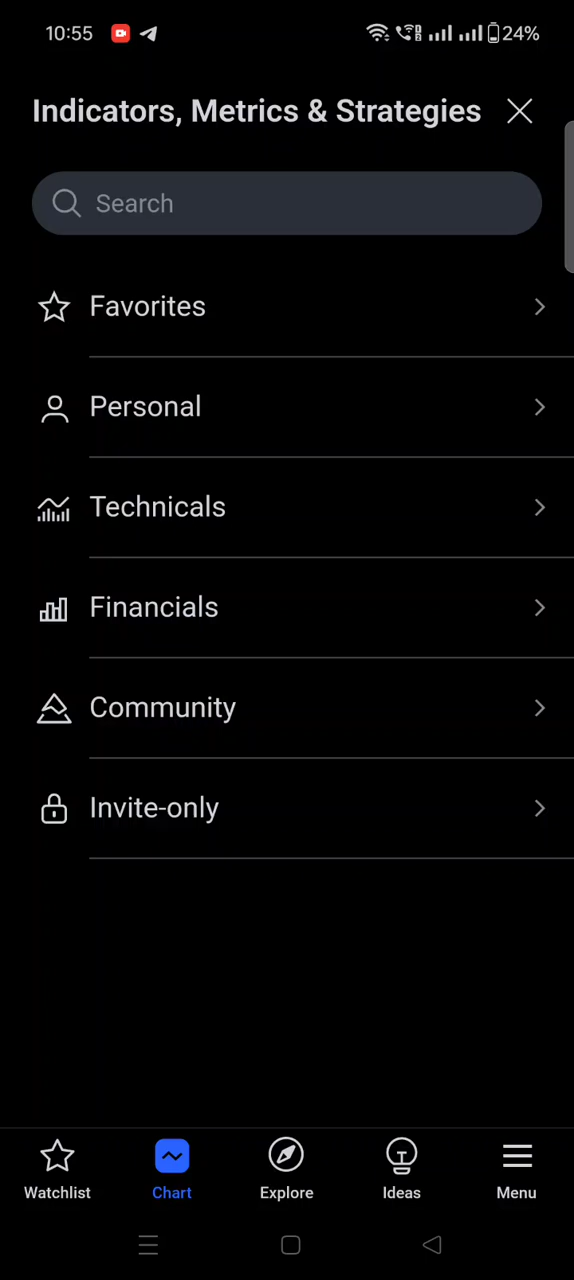 10:55
24%
Indicators, Metrics & Strategies
Search
Favorites
Personal
Technicals
Financials
Community
Invite-only
Watchlist
Chart
Explore
Ideas
Menu